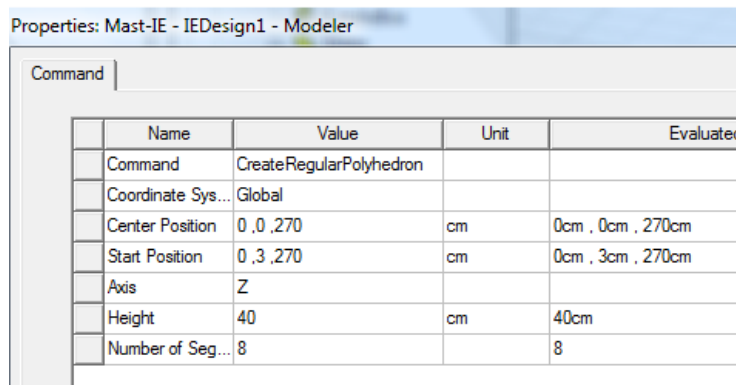 Properties: Mast-IE - IEDesign1 - Modeler
Command
Name Value Unit Evaluated
Command CreateRegularPolyhedron
Coordinate Sys... Global
Center Position 0 ,0 ,270 cm 0cm , 0cm , 270cm
Start Position 0 ,3 ,270 cm 0cm , 3cm , 270cm
Axis Z
Height 40 cm 40cm
Number of Seg... 8 8